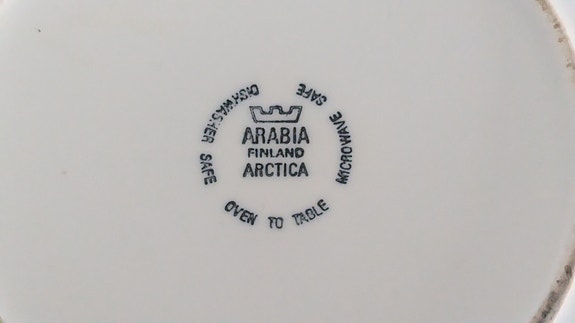 ARABIA
FINLAND
ARCTICA
DISHWASHER SAFE
OVEN TO TABLE
MICROWAVE SAFE